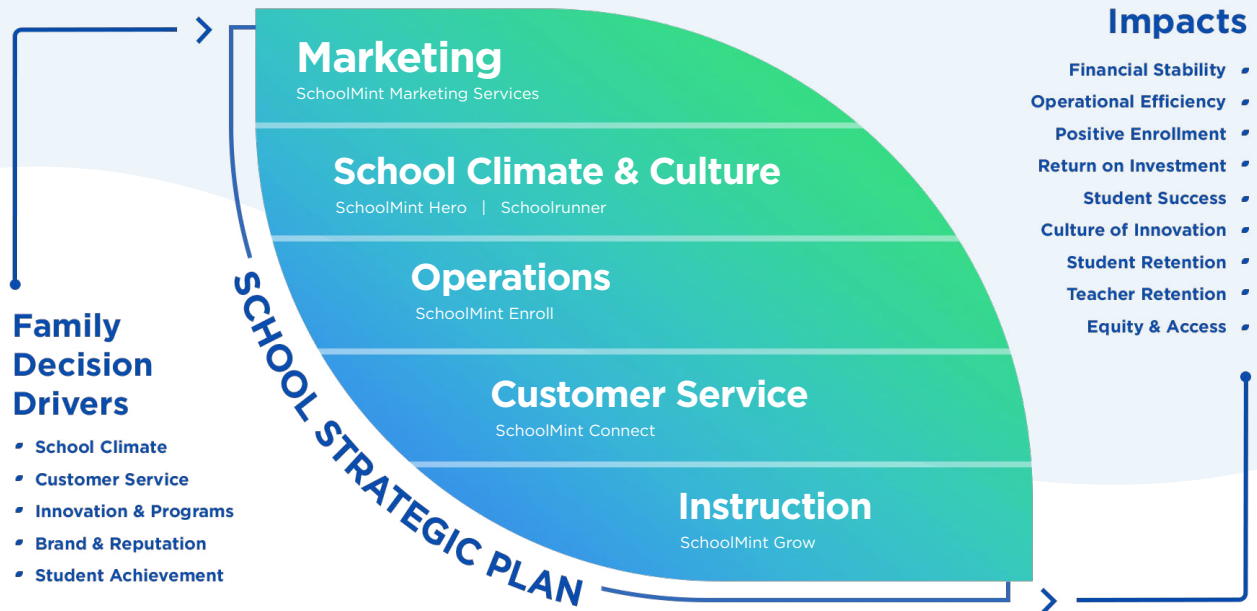 Marketing
SchoolMint Marketing Services
School Climate & Culture
SchoolMint Hero | Schoolrunner
Operations
SchoolMint Enroll
Customer Service
SchoolMint Connect
Instruction
SchoolMint Grow
SCHOOL STRATEGIC PLAN
Family
Decision
Drivers
School Climate
Customer Service
Innovation & Programs
Brand & Reputation
Student Achievement
Impacts
Financial Stability
Operational Efficiency
Positive Enrollment
Return on Investment
Student Success
Culture of Innovation
Student Retention
Teacher Retention
Equity & Access